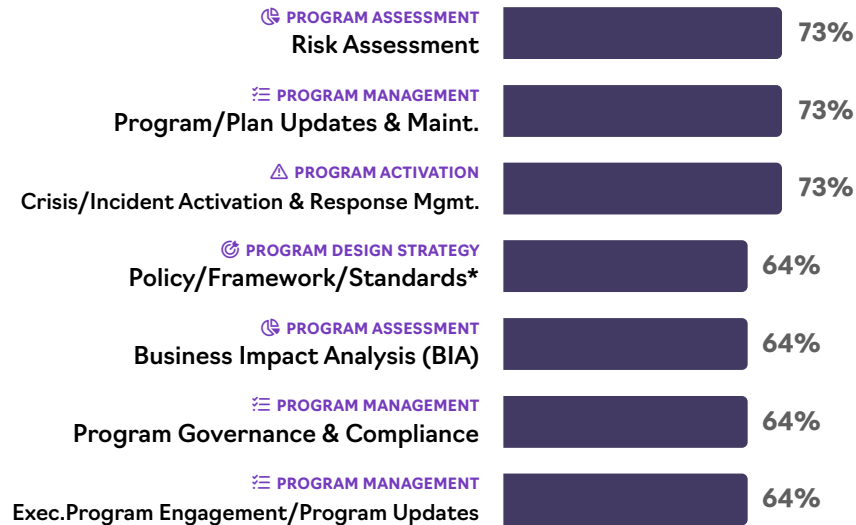 PROGRAM ASSESSMENT
Risk Assessment
73%
PROGRAM MANAGEMENT
Program/Plan Updates & Maint.
73%
PROGRAM ACTIVATION
Crisis/Incident Activation & Response Mgmt.
73%
PROGRAM DESIGN STRATEGY
Policy/Framework/Standards*
64%
PROGRAM ASSESSMENT
Business Impact Analysis (BIA)
64%
PROGRAM MANAGEMENT
Program Governance & Compliance
64%
PROGRAM MANAGEMENT
Exec.Program Engagement/Program Updates
64%